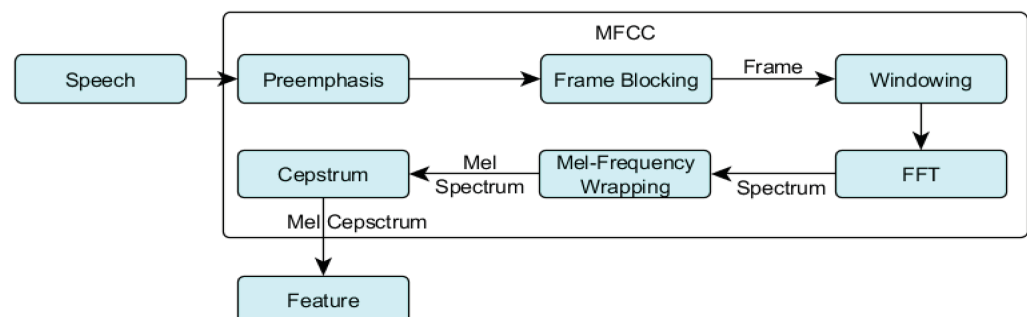 MFCC
Speech
Preemphasis
Frame Blocking
Frame
Windowing
Cepstrum
Mel
Spectrum
Mel-Frequency
Wrapping
Spectrum
FFT
Mel Cepsctrum
Feature